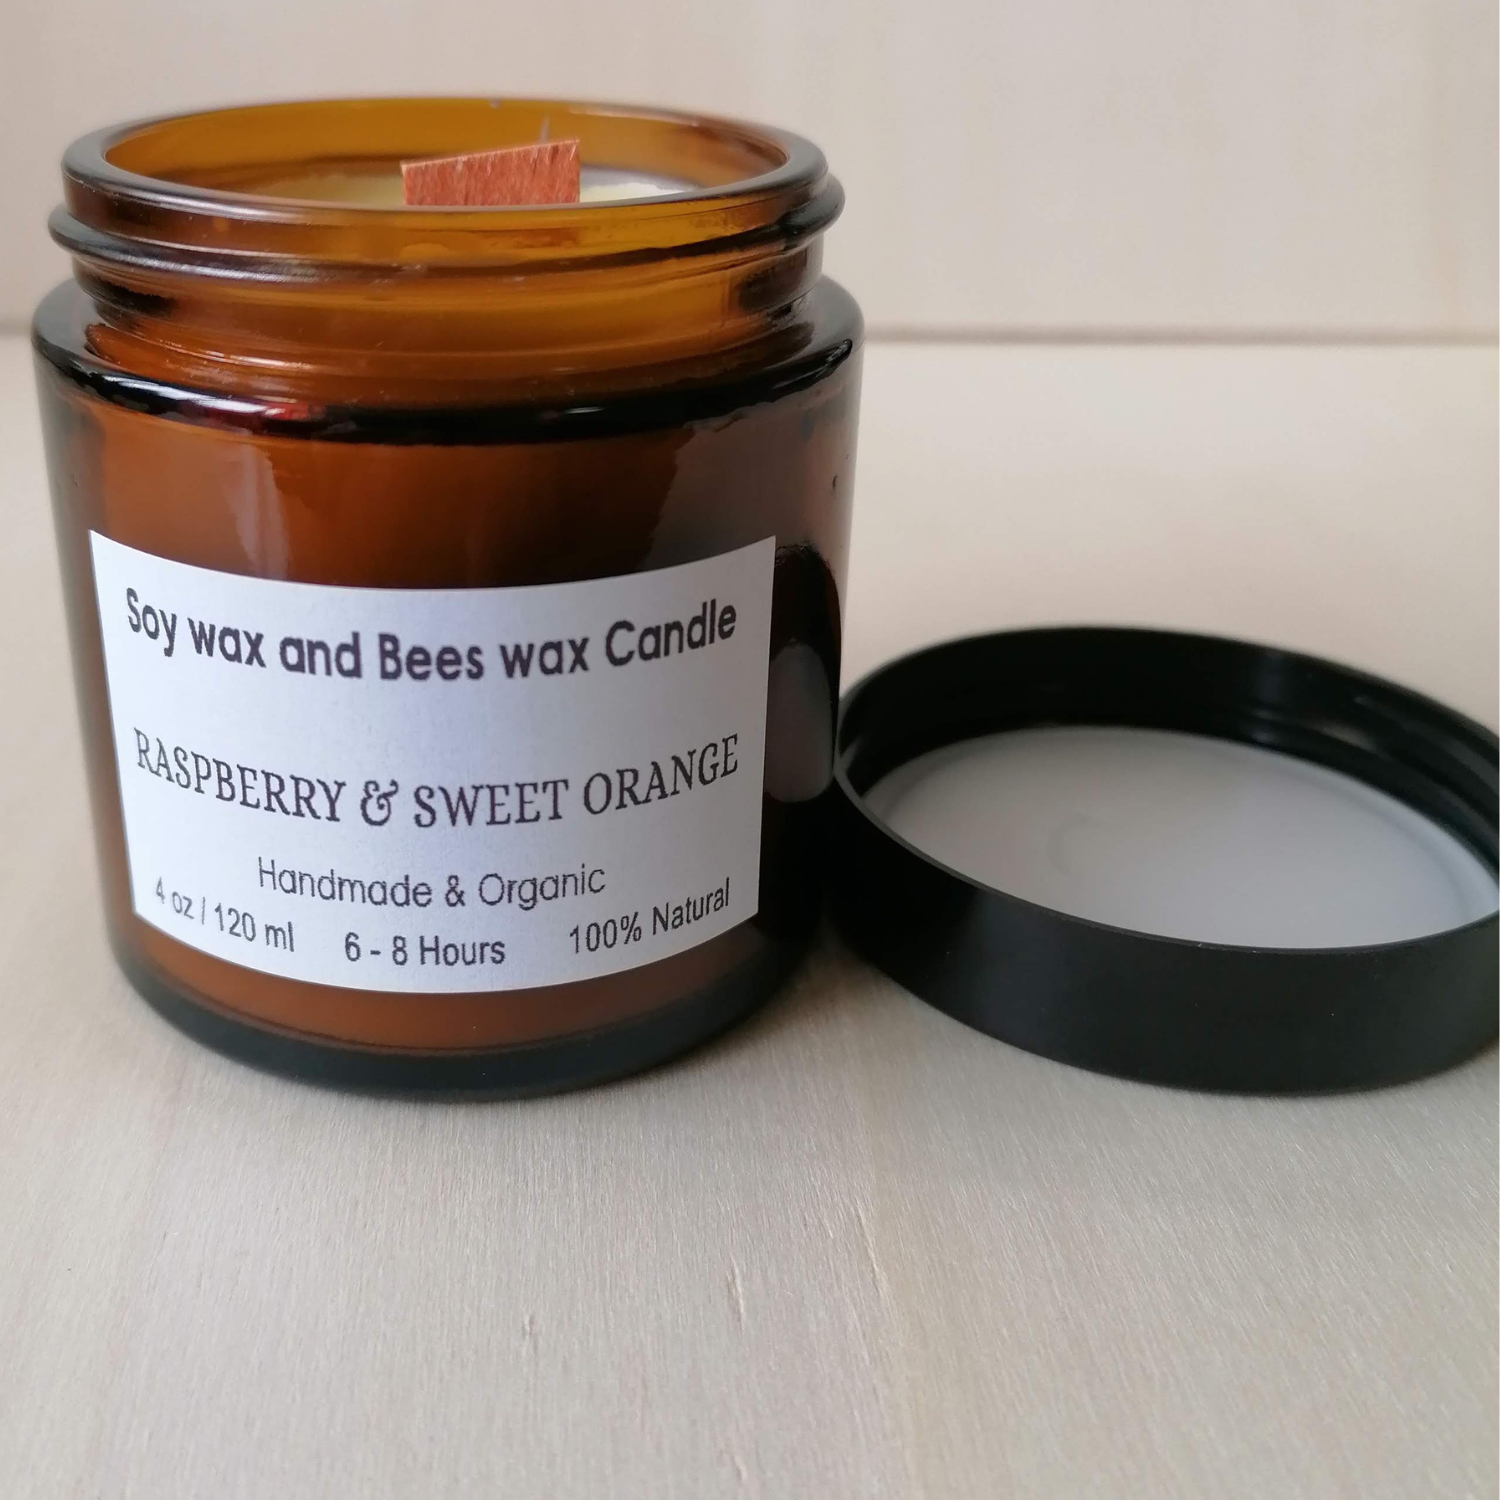 Soy wax and Bees wax Candle
RASPBERRY & SWEET ORANGE
Handmade & Organic
4 oz / 120 ml 6 - 8 Hours 100% Natural